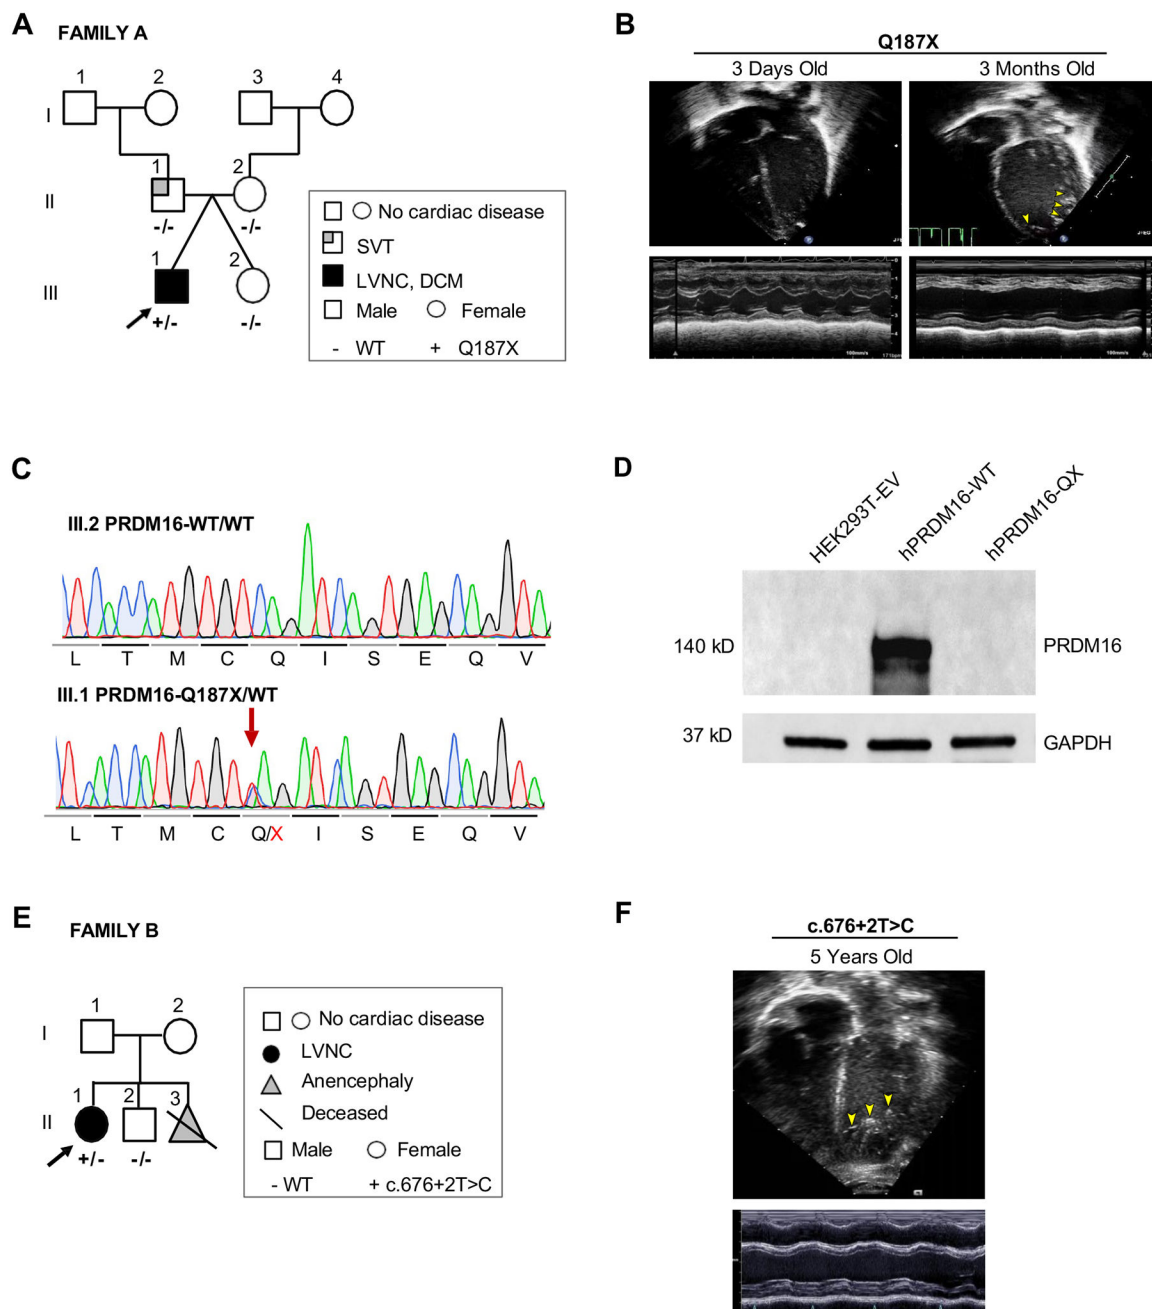 A
FAMILY A
1
2
3
4
I
1
2
II
-/-
-/-
1
2
III
+/-
-/-
No cardiac disease
SVT
LVNC, DCM
Male Female
- WT + Q187X
B
Q187X
3 Days Old
3 Months Old
100mm/s
171bpm
100mm/s
C
III.2 PRDM16-WT/WT
L T M C Q I S E Q V
III.1 PRDM16-Q187X/WT
L T M C Q/X I S E Q V
D
HEK293T-EV
hPRDM16-WT
hPRDM16-QX
140 kD
PRDM16
37 kD
GAPDH
E
FAMILY B
1
2
I
1
2
3
II
+/-
-/-
No cardiac disease
LVNC
Anencephaly
Deceased
Male Female
- WT + c.676+2T>C
F
c.676+2T>C
5 Years Old